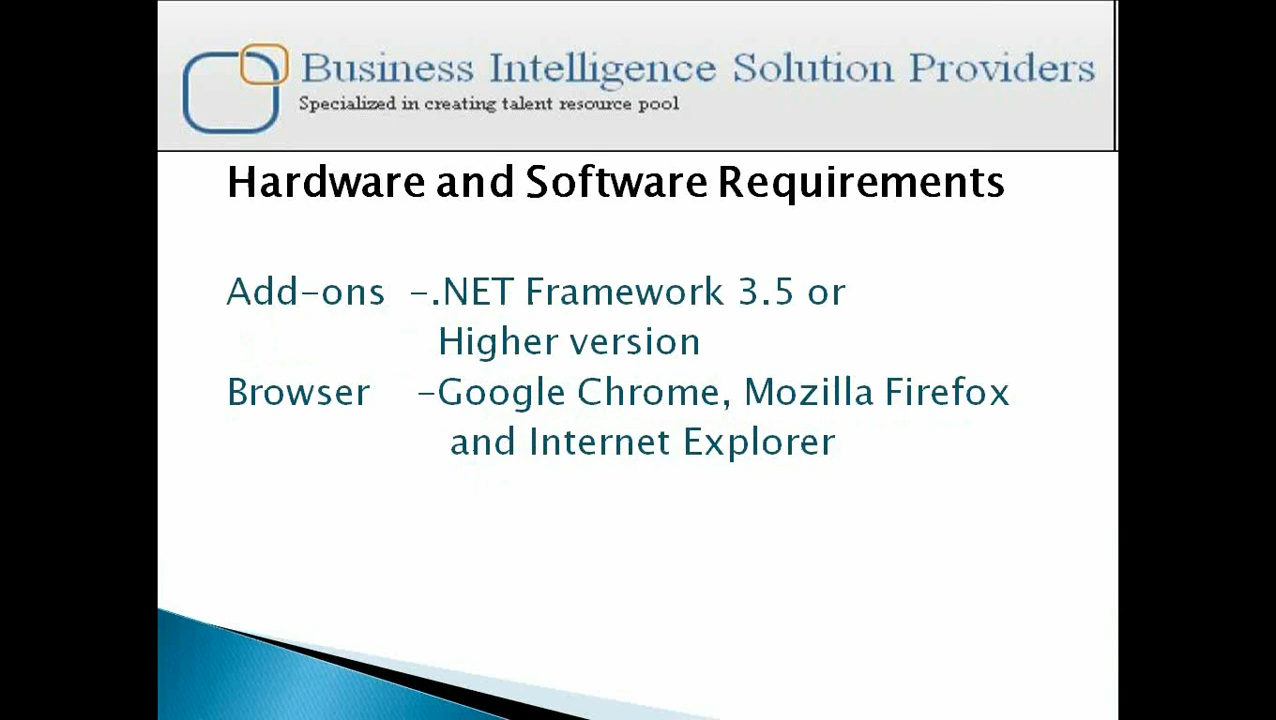 Business Intelligence Solution Providers
Specialized in creating talent resource pool
Hardware and Software Requirements
Add-ons -.NET Framework 3.5 or
Higher version
Browser -Google Chrome, Mozilla Firefox
and Internet Explorer